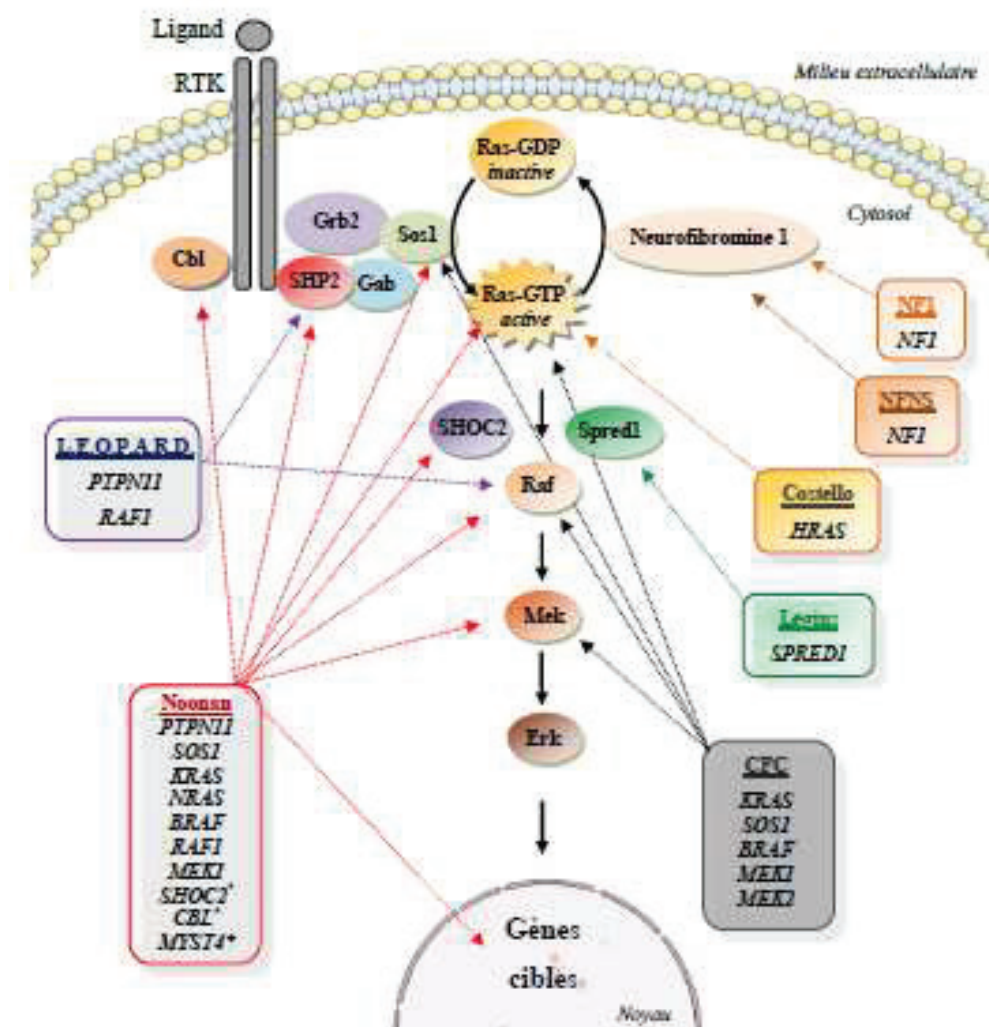 Ligand
RTK
Milieu extracellulaire
Ras-GDP
inactive
Cytosol
Grb2
Sos1
Neurofibromine 1
Cbl
SHP2
Gab
Ras-GTP
active
NF1
NF1
NFNS
NF1
SHOC2
Spred1
L.E.O.P.A.R.D.
PTPN11
RAF1
Raf
Costello
HRAS
Mek
Legius
SPRED1
Noonan
PTPN11
SOS1
KRAS
NRAS
BRAF
RAF1
MEK1
SHOC2*
CBL*
MYST4*
Erk
CFC
KRAS
SOS1
BRAF
MEK1
MEK2
Gènes
cibles
Noyau